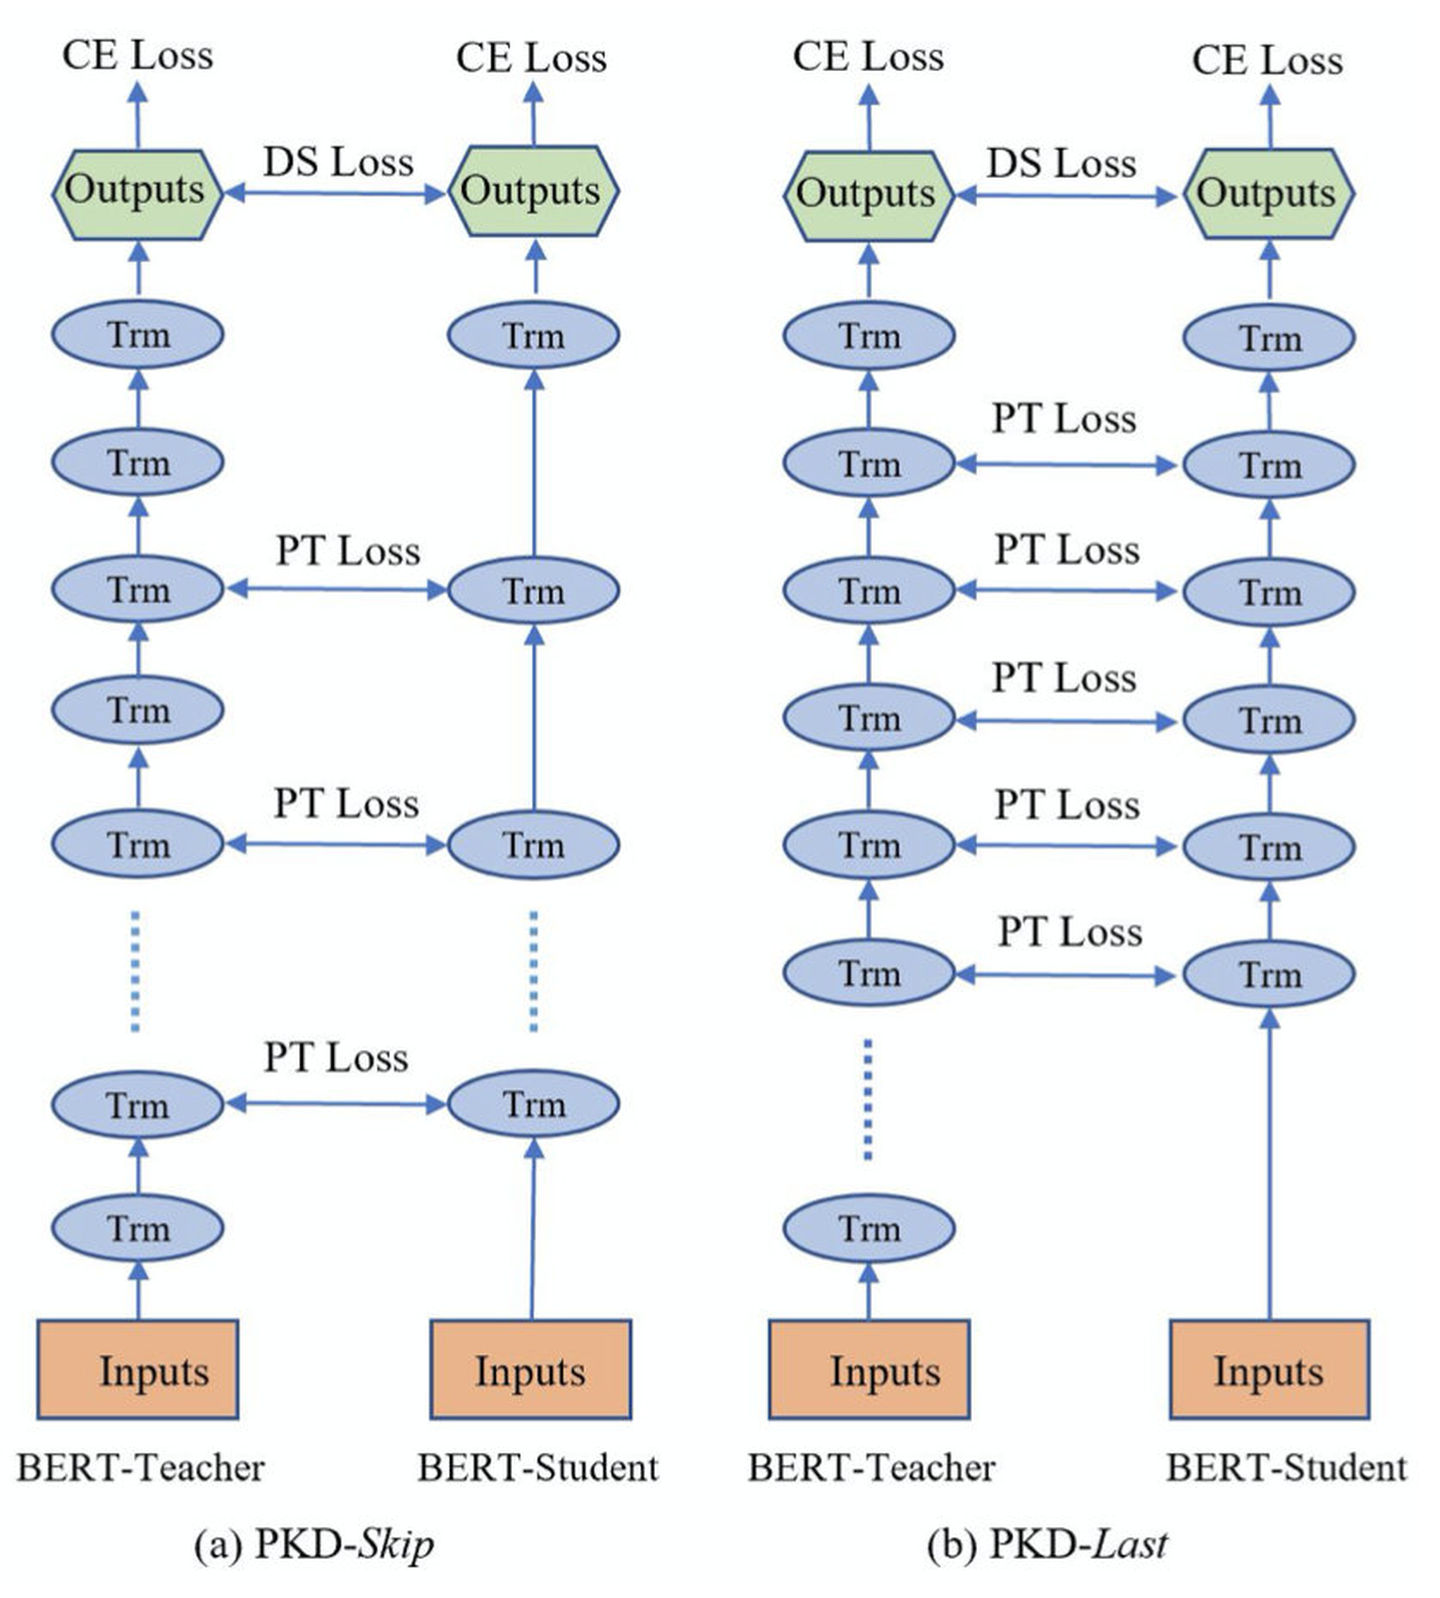 CE Loss CE Loss CE Loss CE Loss
Outputs DS Loss Outputs Outputs DS Loss Outputs
Trm Trm Trm Trm
PT Loss
Trm Trm Trm
PT Loss PT Loss
Trm Trm Trm Trm
PT Loss
Trm Trm Trm
PT Loss PT Loss
Trm Trm Trm Trm
PT Loss
Trm Trm
PT Loss
Trm Trm
Trm Trm
Inputs Inputs Inputs Inputs
BERT-Teacher BERT-Student BERT-Teacher BERT-Student
(a) PKD-Skip (b) PKD-Last